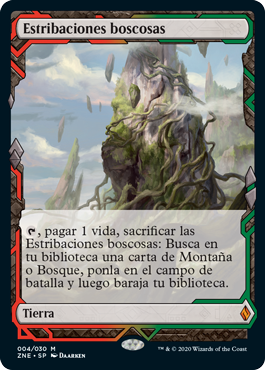 Estribaciones boscosas
, pagar 1 vida, sacrificar las
Estribaciones boscosas: Busca en
tu biblioteca una carta de Montaña
o Bosque, ponla en el campo de
batalla y luego baraja tu biblioteca.
Tierra
004/030 M
ZNE • SP Daarken
™ & © 2020 Wizards of the Coast